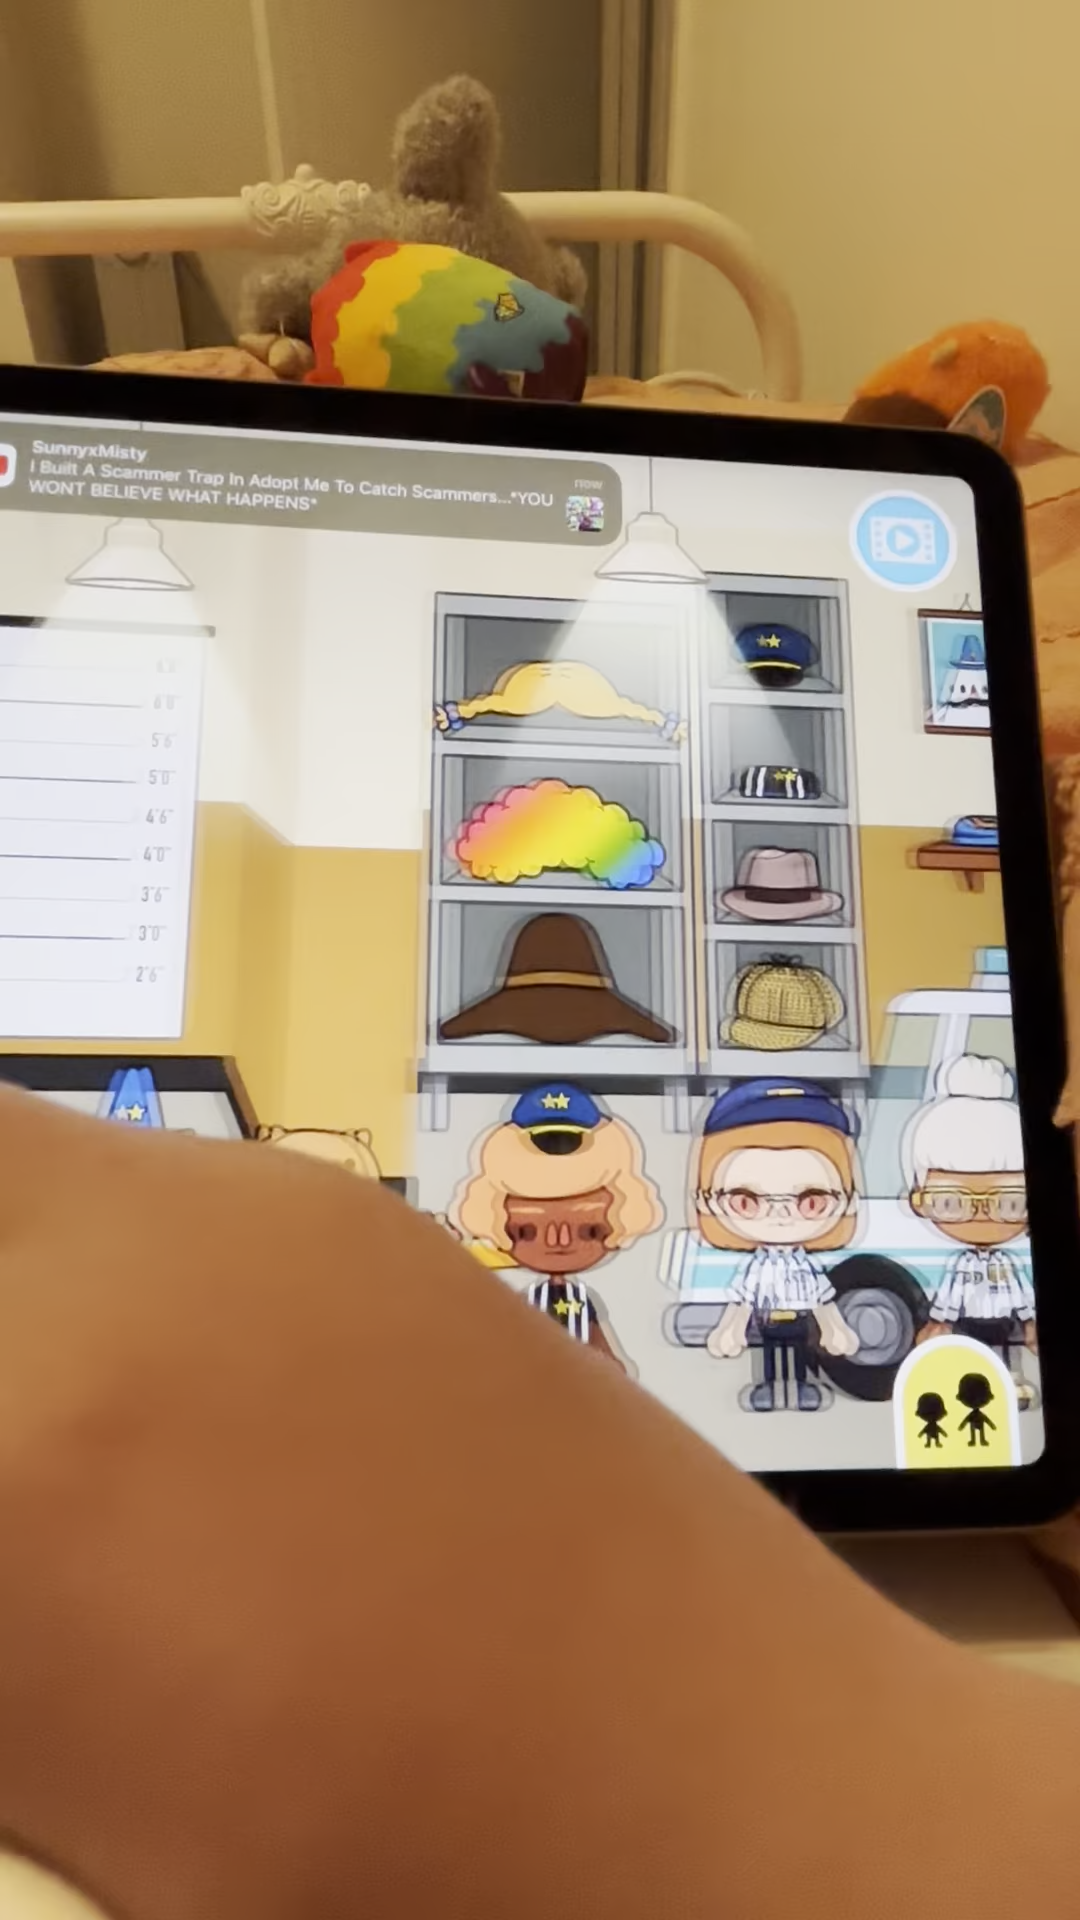 SunnyxMisty
now
I Built A Scammer Trap In Adopt Me To Catch Scammers...*YOU
WONT BELIEVE WHAT HAPPENS*
5'6"
5'0"
4'6"
4'0"
3'6"
3'0"
2'6"